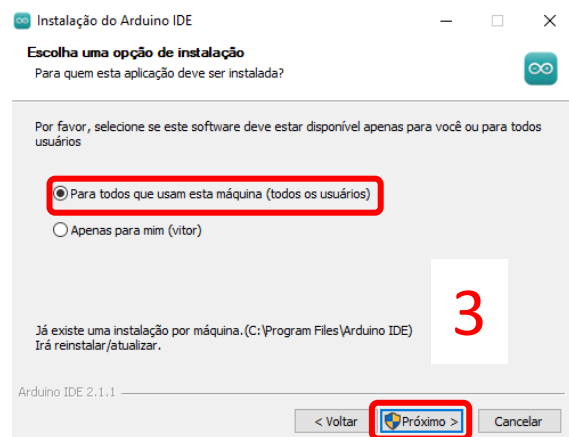 Instalação do Arduino IDE
Escolha uma opção de instalação
Para quem esta aplicação deve ser instalada?
Por favor, selecione se este software deve estar disponível apenas para você ou para todos
usuários
Para todos que usam esta máquina (todos os usuários)
Apenas para mim (vitor)
3
Já existe uma instalação por máquina.(C:\Program Files\Arduino IDE)
Irá reinstalar/atualizar.
Arduino IDE 2.1.1
< Voltar
Próximo >
Cancelar